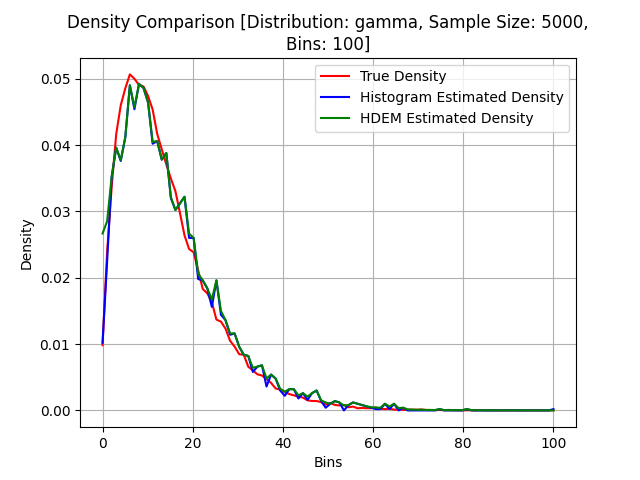 Density Comparison [Distribution: gamma, Sample Size: 5000,
Bins: 100]
True Density
Histogram Estimated Density
HDEM Estimated Density
Density
0.05
0.04
0.03
0.02
0.01
0.00
0
20
40
60
80
100
Bins